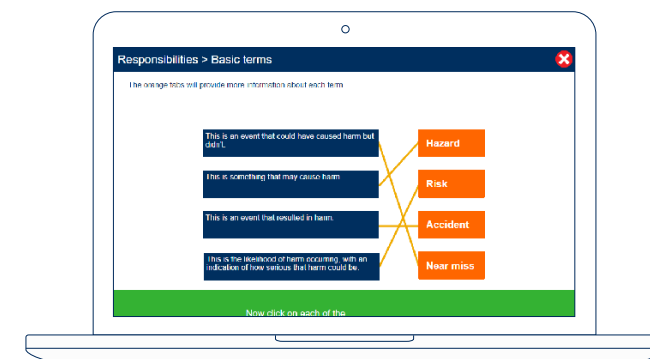 Responsibilities > Basic terms
The orange tabs will provide more information about each term
This is an event that could have caused harm but
didn't.
Hazard
This is something that may cause harm
Risk
This is an event that resulted in harm.
Accident
This is the likelihood of harm occurring, with an
indication of how serious that harm could be.
Near miss
Now click on each of the